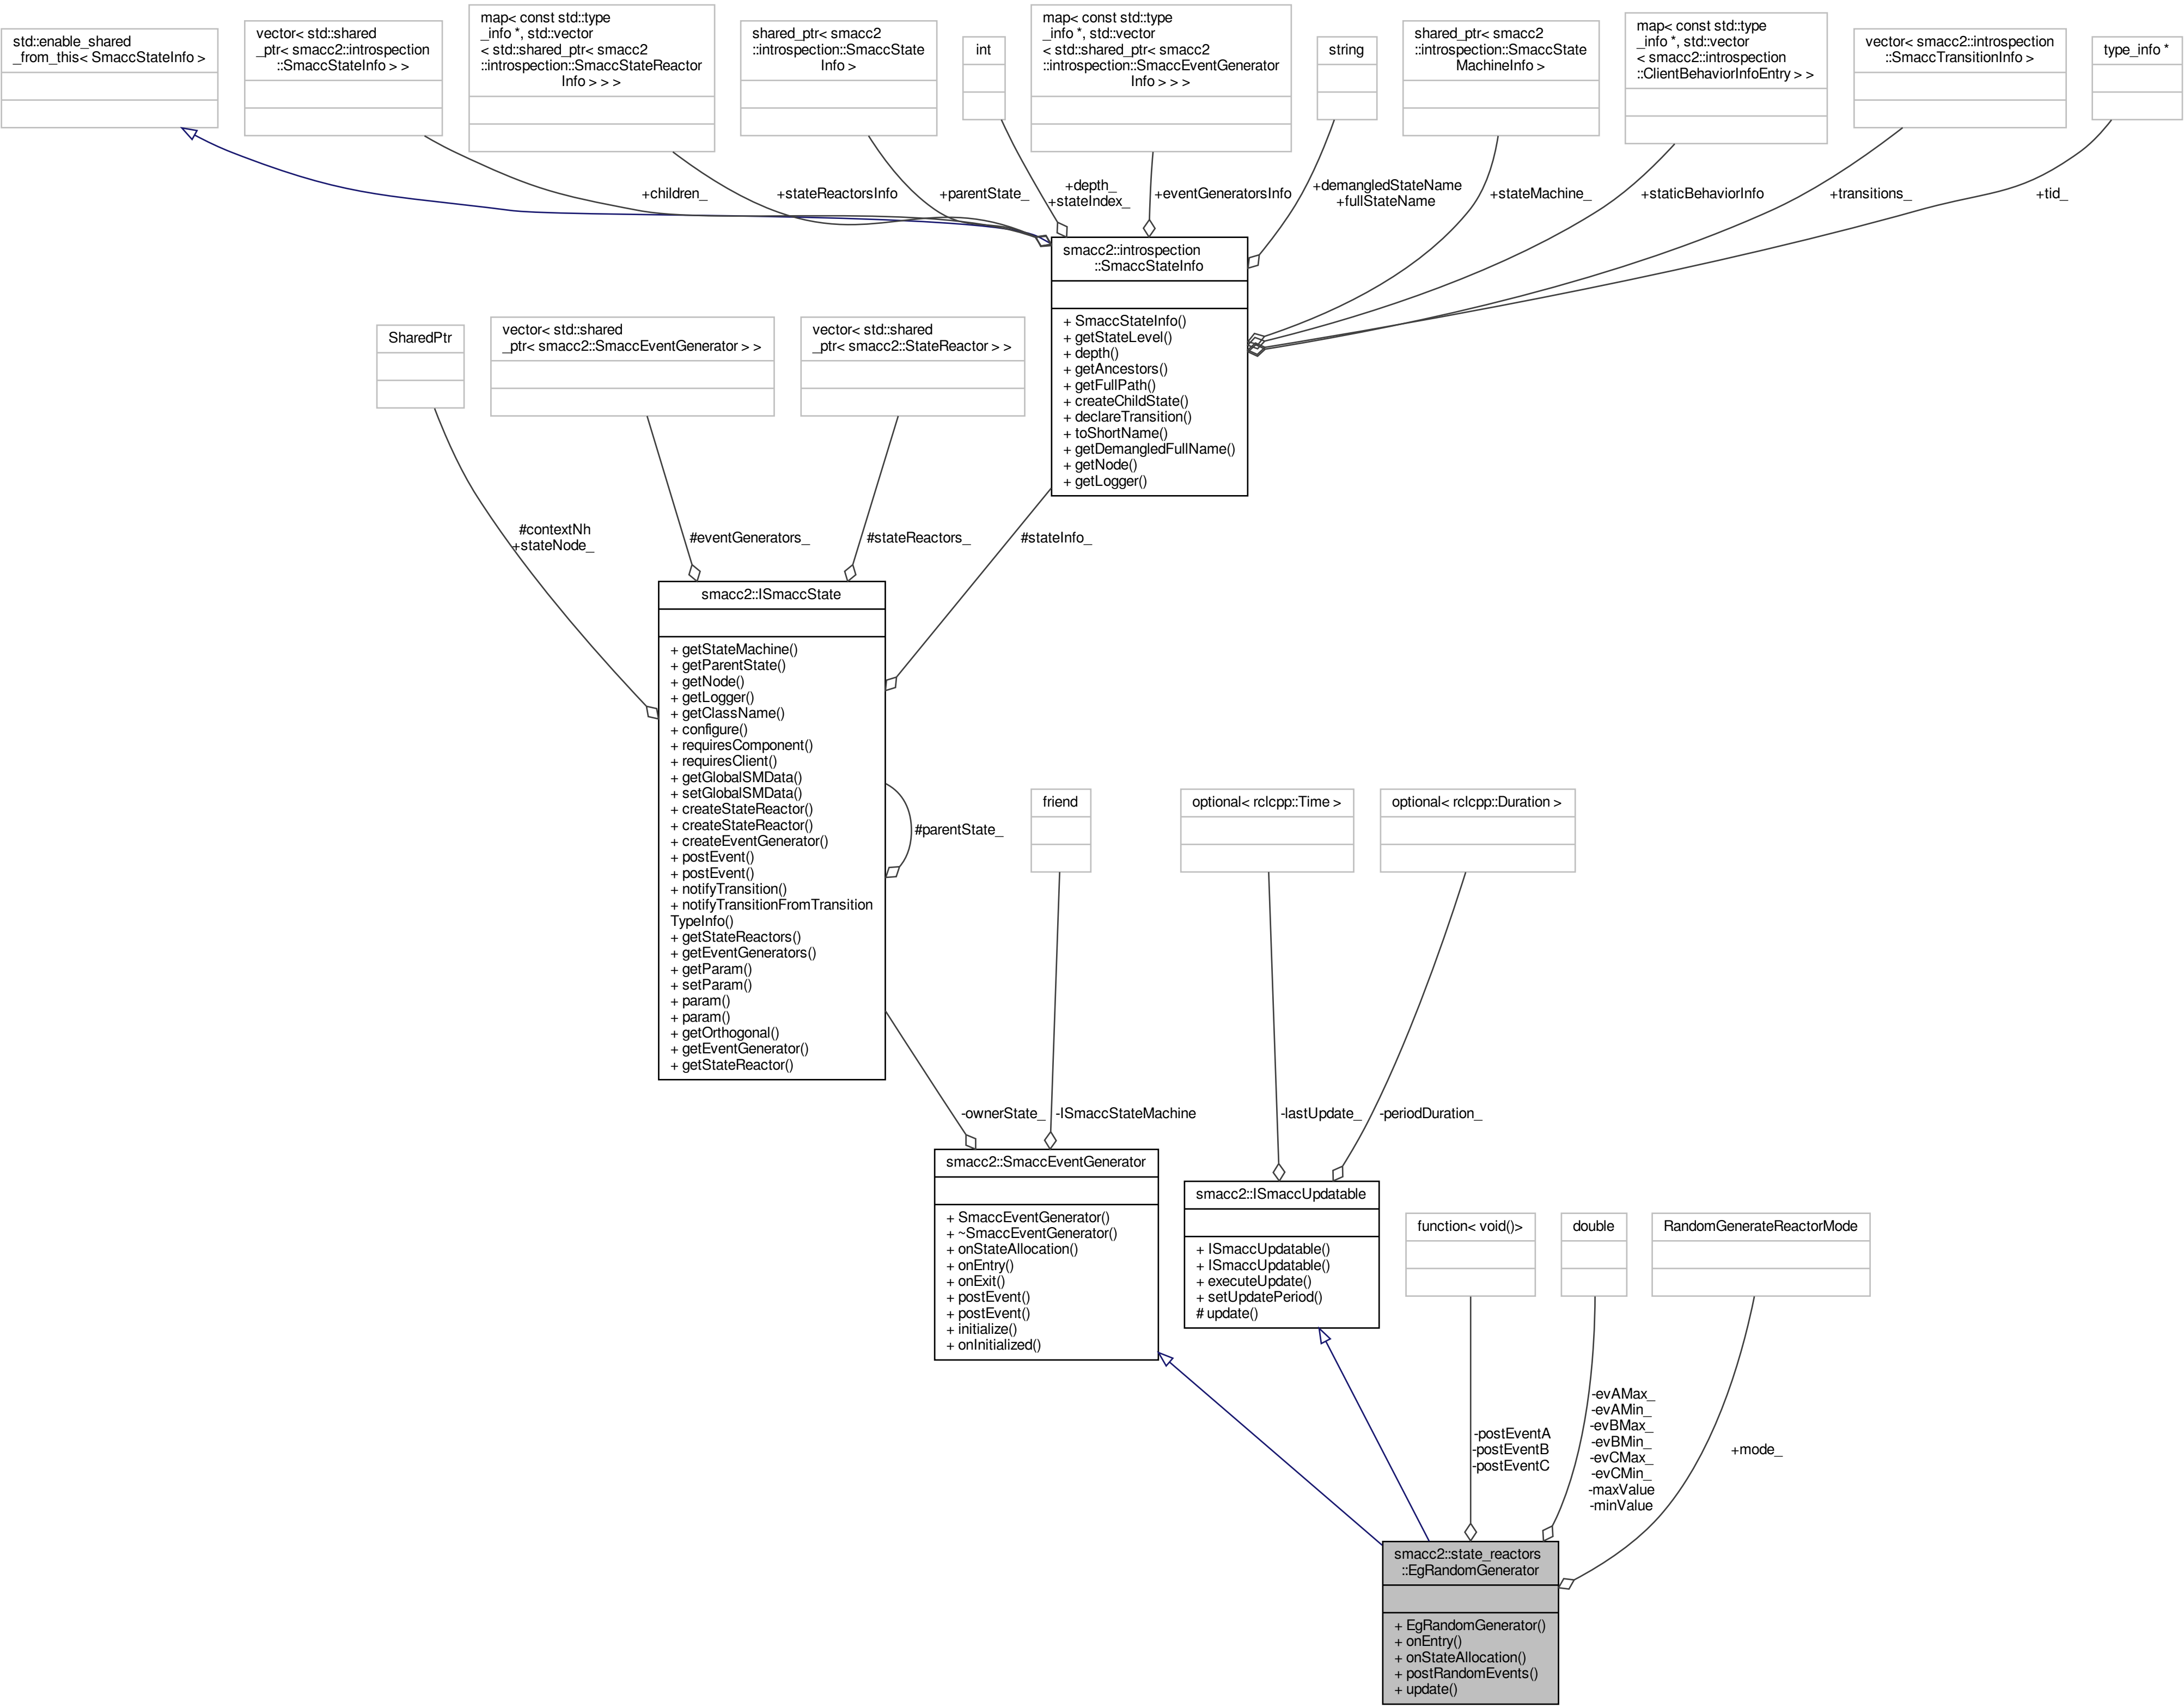 std::enable_shared
_from_this< SmaccStateInfo >
vector< std::shared
_ptr< smacc2::introspection
::SmaccStateInfo > >
map< const std::type
_info *, std::vector
< std::shared_ptr< smacc2
::introspection::SmaccStateReactor
Info > > >
shared_ptr< smacc2
::introspection::SmaccState
Info >
int
map< const std::type
_info *, std::vector
< std::shared_ptr< smacc2
::introspection::SmaccEventGenerator
Info > > >
string
shared_ptr< smacc2
::introspection::SmaccState
MachineInfo >
map< const std::type
_info *, std::vector
< smacc2::introspection
::ClientBehaviorInfoEntry > >
vector< smacc2::introspection
::SmaccTransitionInfo >
type_info *
+children_
+stateReactorsInfo
+parentState_
+depth_
+stateIndex_
+eventGeneratorsInfo
+demangledStateName
+fullStateName
+stateMachine_
+staticBehaviorInfo
+transitions_
+tid_
smacc2::introspection
::SmaccStateInfo
+ SmaccStateInfo()
+ getStateLevel()
+ depth()
+ getAncestors()
+ getFullPath()
+ createChildState()
+ declareTransition()
+ toShortName()
+ getDemangledFullName()
+ getNode()
+ getLogger()
SharedPtr
vector< std::shared
_ptr< smacc2::SmaccEventGenerator > >
vector< std::shared
_ptr< smacc2::StateReactor > >
#contextNh
+stateNode_
#eventGenerators_
#stateReactors_
#stateInfo_
smacc2::ISmaccState
+ getStateMachine()
+ getParentState()
+ getNode()
+ getLogger()
+ getClassName()
+ configure()
+ requiresComponent()
+ requiresClient()
+ getGlobalSMData()
+ setGlobalSMData()
+ createStateReactor()
+ createStateReactor()
+ createEventGenerator()
+ postEvent()
+ postEvent()
+ notifyTransition()
+ notifyTransitionFromTransition
TypeInfo()
+ getStateReactors()
+ getEventGenerators()
+ getParam()
+ setParam()
+ param()
+ param()
+ getOrthogonal()
+ getEventGenerator()
+ getStateReactor()
#parentState_
friend
optional< rclcpp::Time >
optional< rclcpp::Duration >
-ownerState_
-ISmaccStateMachine
-lastUpdate_
-periodDuration_
smacc2::SmaccEventGenerator
+ SmaccEventGenerator()
+ ~SmaccEventGenerator()
+ onStateAllocation()
+ onEntry()
+ onExit()
+ postEvent()
+ postEvent()
+ initialize()
+ onInitialized()
smacc2::ISmaccUpdatable
+ ISmaccUpdatable()
+ ISmaccUpdatable()
+ executeUpdate()
+ setUpdatePeriod()
# update()
function< void()>
double
RandomGenerateReactorMode
-postEventA
-postEventB
-postEventC
-evAMax_
-evAMin_
-evBMax_
-evBMin_
-evCMax_
-evCMin_
-maxValue
-minValue
+mode_
smacc2::state_reactors
::EgRandomGenerator
+ EgRandomGenerator()
+ onEntry()
+ onStateAllocation()
+ postRandomEvents()
+ update()